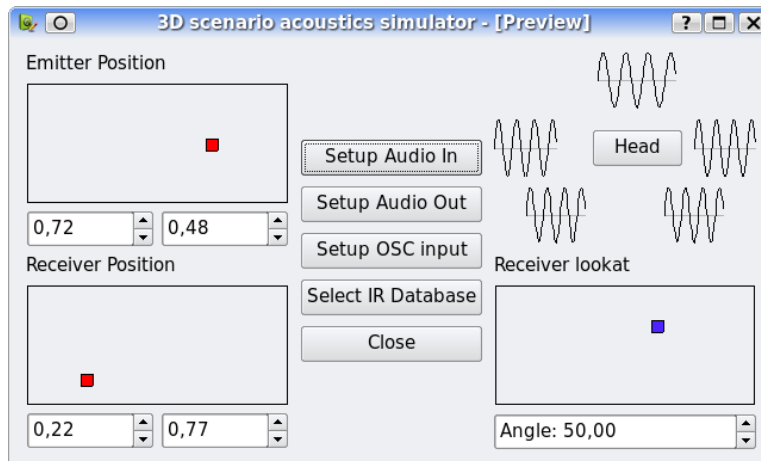 3D scenario acoustics simulator - [Preview]
?
Emitter Position
0,72
0,48
Receiver Position
0,22
0,77
Setup Audio In
Setup Audio Out
Setup OSC input
Select IR Database
Close
Head
Receiver lookat
Angle: 50,00